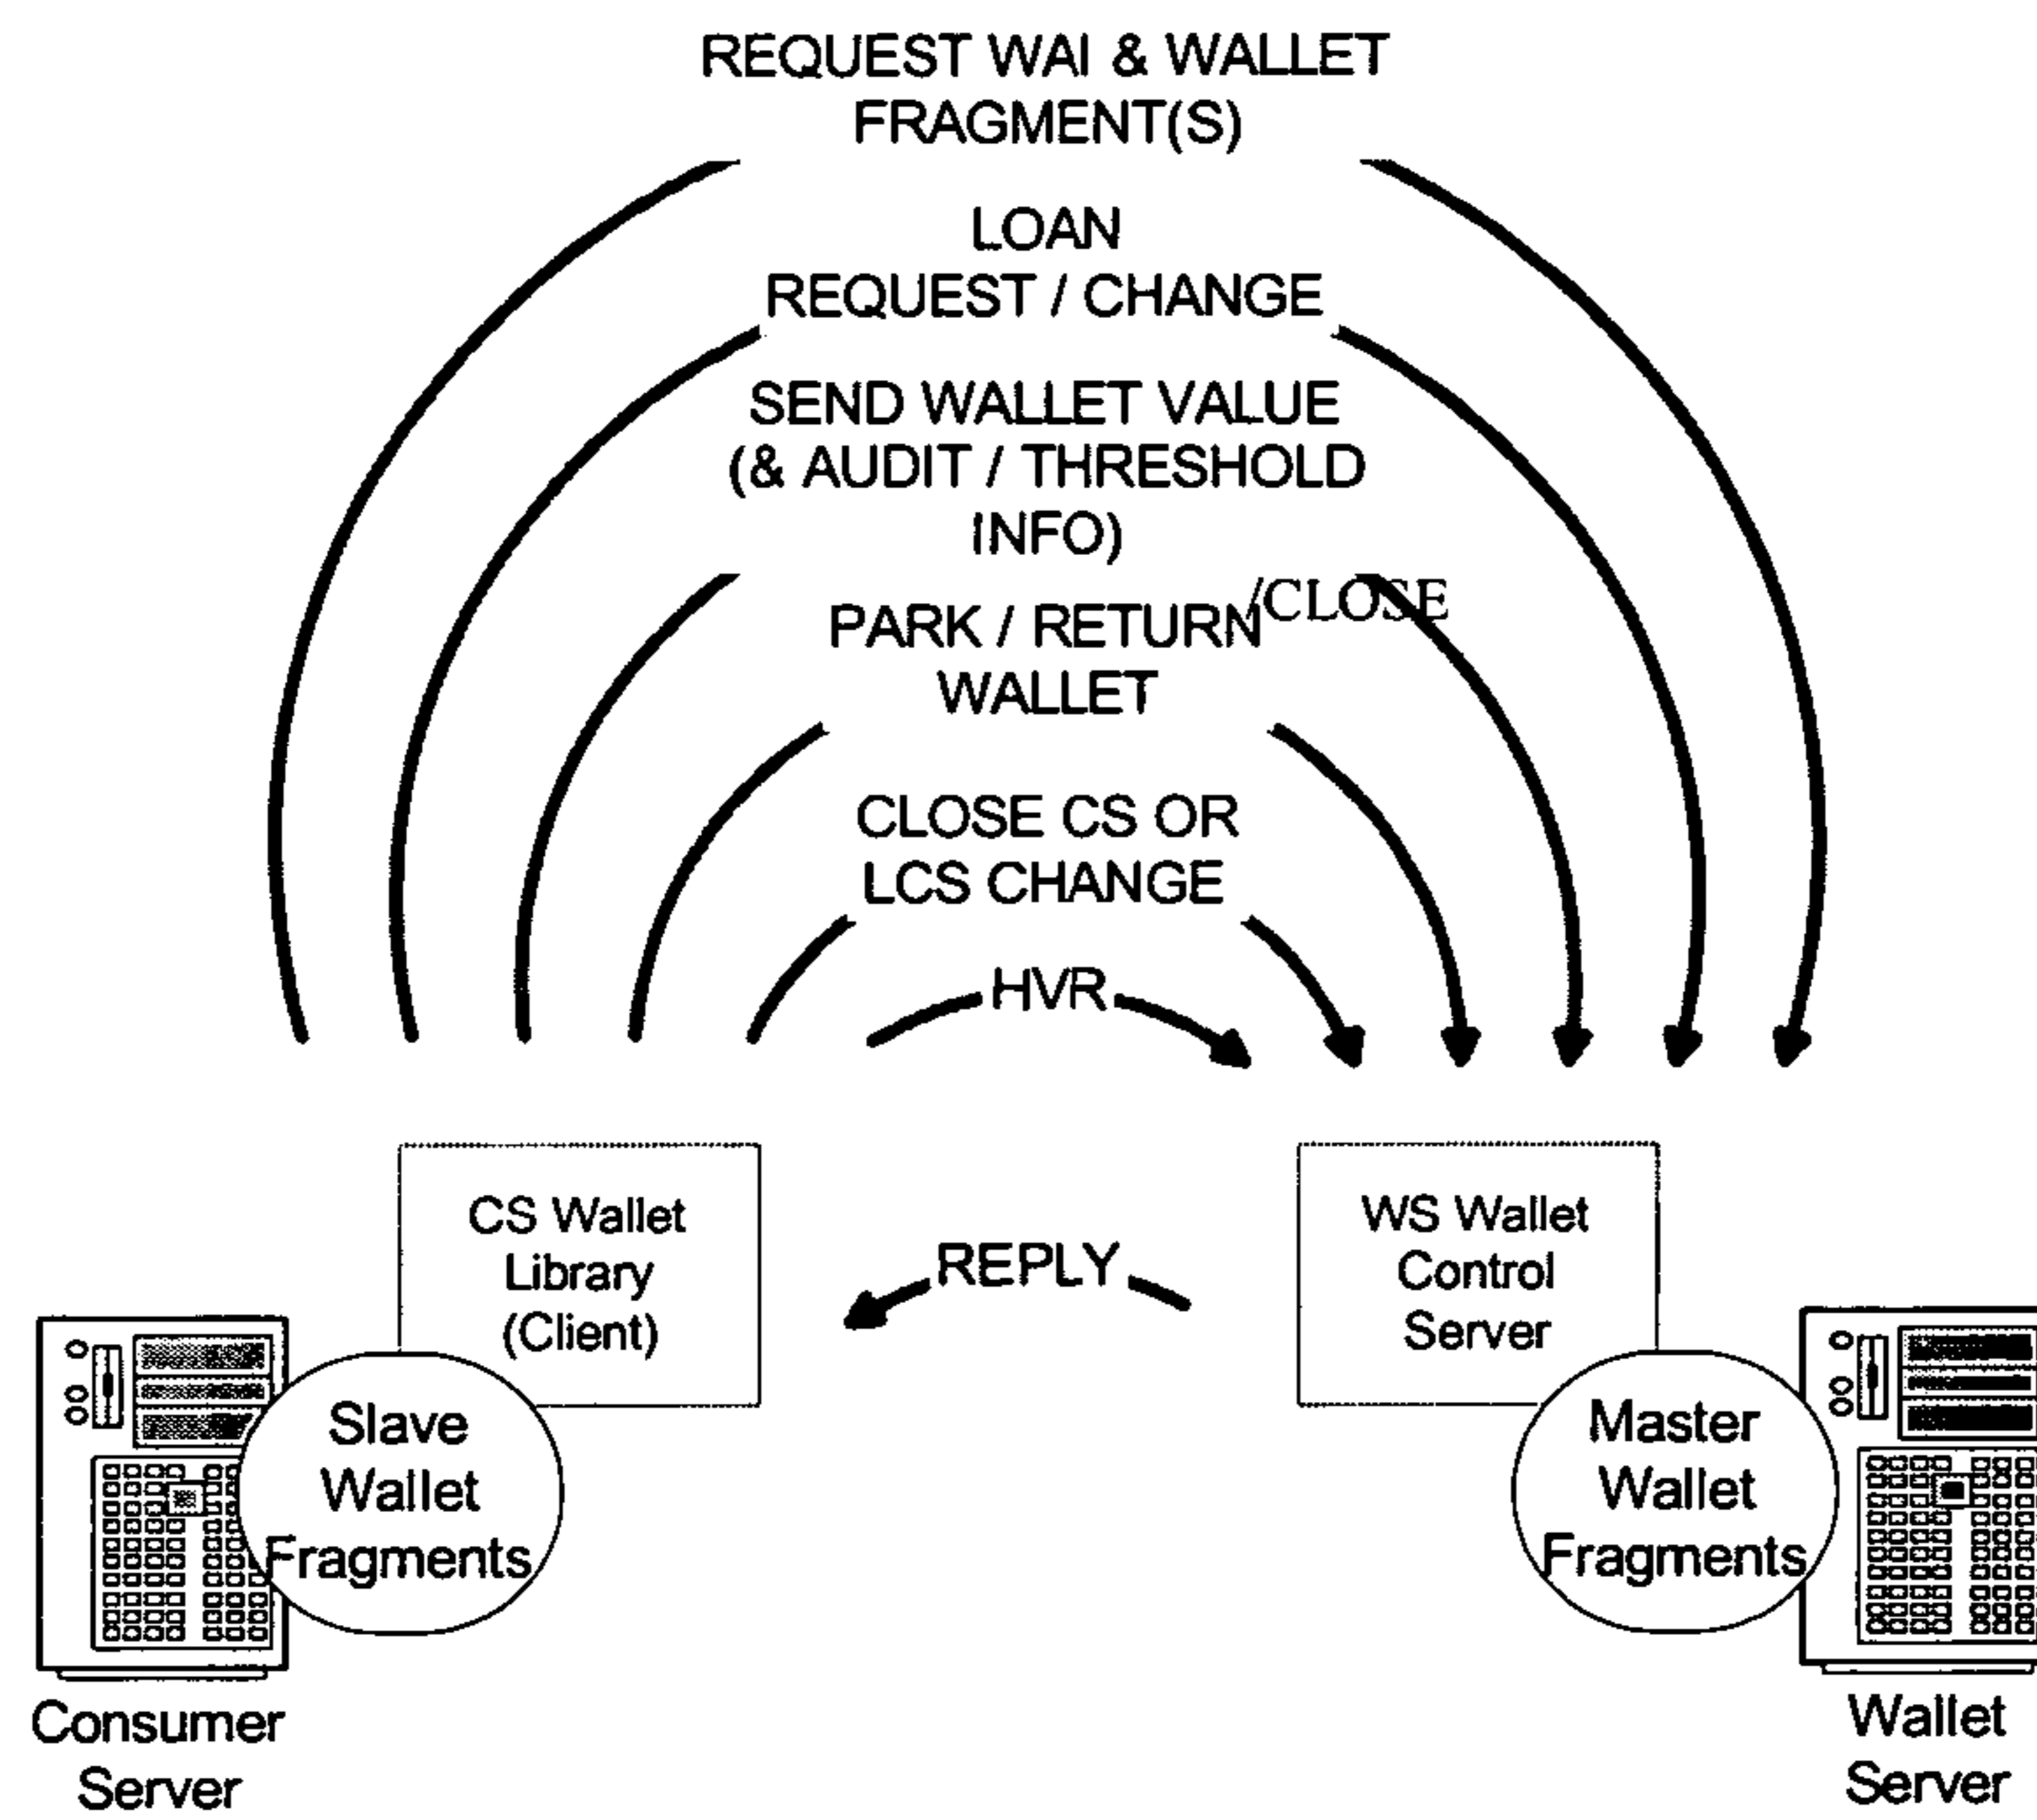 REQUEST WAI & WALLET
FRAGMENT(S)
LOAN
REQUEST / CHANGE
SEND WALLET VALUE
(& AUDIT / THRESHOLD
INFO)
PARK / RETURN/CLOSE
WALLET
CLOSE CS OR
LCS CHANGE
HVR
CS Wallet
Library
(Client)
WS Wallet
Control
Server
REPLY
Slave
Wallet
Fragments
Master
Wallet
Fragments
Consumer
Server
Wallet
Server